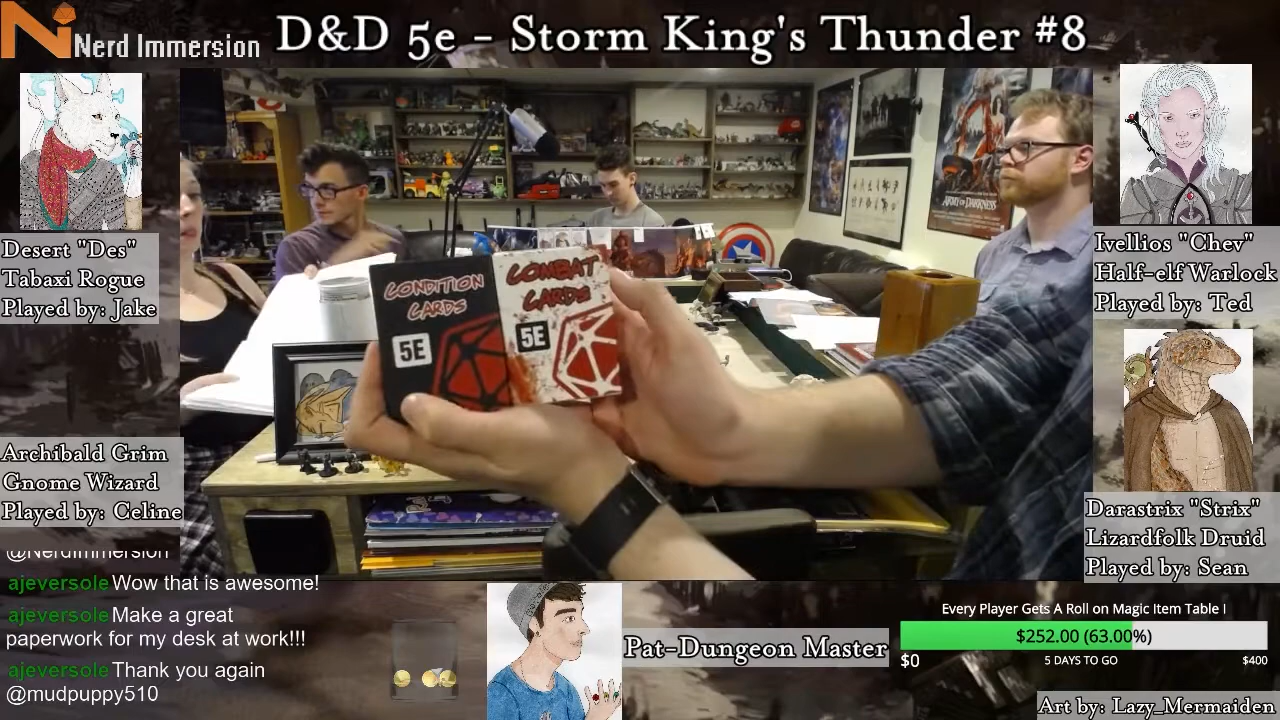 Nerd Immersion
D&D 5e - Storm King's Thunder #8
Desert "Des"
Tabaxi Rogue
Played by: Jake
Ivellios "Chev"
Half-elf Warlock
Played by: Ted
ARMY OF DARKNESS
CONDITION
CARDS
5E
COMBAT
CARDS
5E
Archibald Grim
Gnome Wizard
Played by: Celine
Darastrix "Strix"
Lizardfolk Druid
Played by: Sean
@NerdImmersion
ajeversole Wow that is awesome!
ajeversole Make a great
paperwork for my desk at work!!!
ajeversole Thank you again
@mudpuppy510
Pat-Dungeon Master
Every Player Gets A Roll on Magic Item Table I
$252.00 (63.00%)
$0
5 DAYS TO GO
$400
Art by: Lazy_Mermaiden